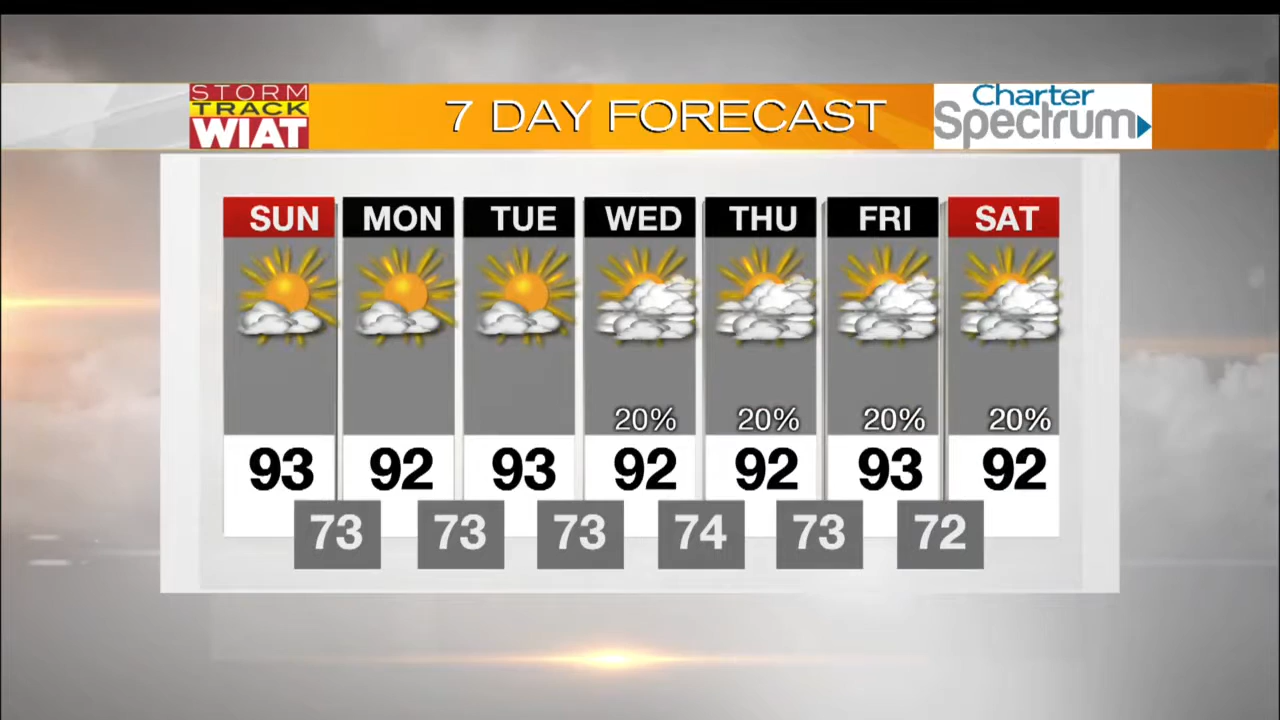 STORM
TRACK
WIAT
7 DAY FORECAST
Charter
Spectrum
SUN MON TUE WED THU FRI SAT
20% 20% 20% 20%
93 92 93 92 92 93 92
73 73 73 74 73 72